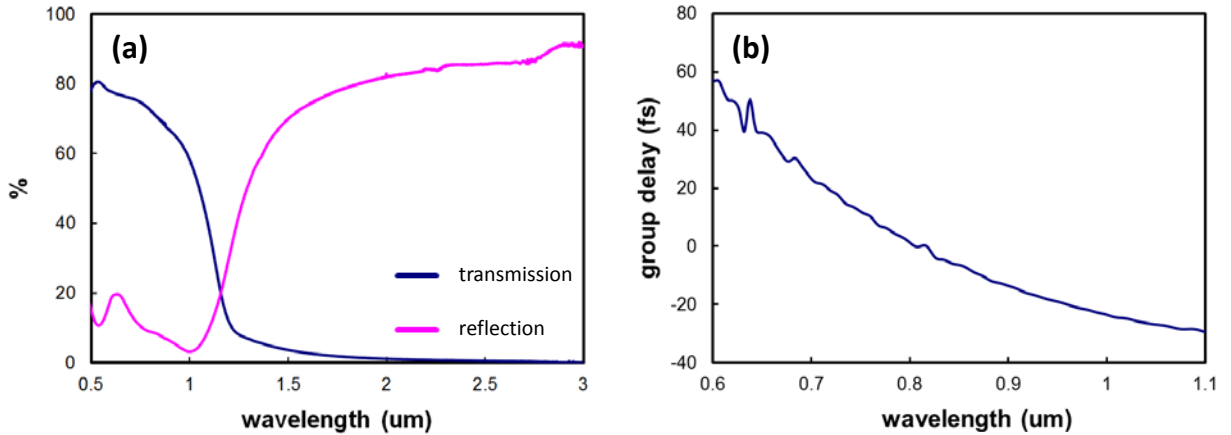 (a)
%
100
80
60
40
20
0
transmission
reflection
0.5 1 1.5 2 2.5 3
wavelength (um)
(b)
group delay (fs)
80
60
40
20
0
-20
-40
0.6 0.7 0.8 0.9 1 1.1
wavelength (um)